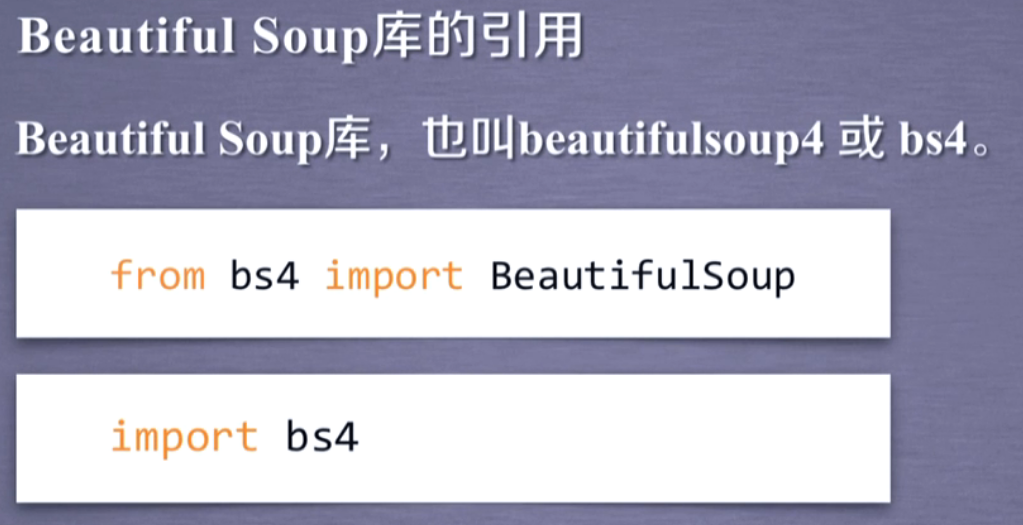 Beautiful Soup库的引用
Beautiful Soup库，也叫beautifulsoup4 或 bs4。
from bs4 import BeautifulSoup
import bs4